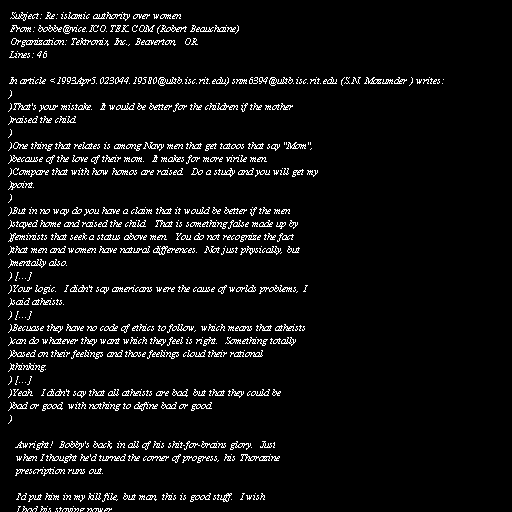 Subject: Re: islamic authority over women
From: bobbe@vice.ICO.TEK.COM (Robert Beauchaine)
Organization: Tektronix, Inc., Beaverton, OR.
Lines: 46

In article <1993Apr5.023044.19580@ultb.isc.rit.edu) snm6394@ultb.isc.rit.edu (S.N. Mozumder ) writes:
)
)That's your mistake. It would be better for the children if the mother
)raised the child.
)
)One thing that relates is among Navy men that get tatoos that say "Mom",
)because of the love of their mom. It makes for more virile men.
)Compare that with how homos are raised. Do a study and you will get my
)point.
)
)But in no way do you have a claim that it would be better if the men
)stayed home and raised the child. That is something false made up by
)feminists that seek a status above men. You do not recognize the fact
)that men and women have natural differences. Not just physically, but
)mentally also.
) [...]
)Your logic. I didn't say americans were the cause of worlds problems, I
)said atheists.
) [...]
)Becuase they have no code of ethics to follow, which means that atheists
)can do whatever they want which they feel is right. Something totally
)based on their feelings and those feelings cloud their rational
)thinking.
) [...]
)Yeah. I didn't say that all atheists are bad, but that they could be
)bad or good, with nothing to define bad or good.
)

Awright! Bobby's back, in all of his shit-for-brains glory. Just
when I thought he'd turned the corner of progress, his Thorazine
prescription runs out.

I'd put him in my kill file, but man, this is good stuff. I wish
I had his staying power.